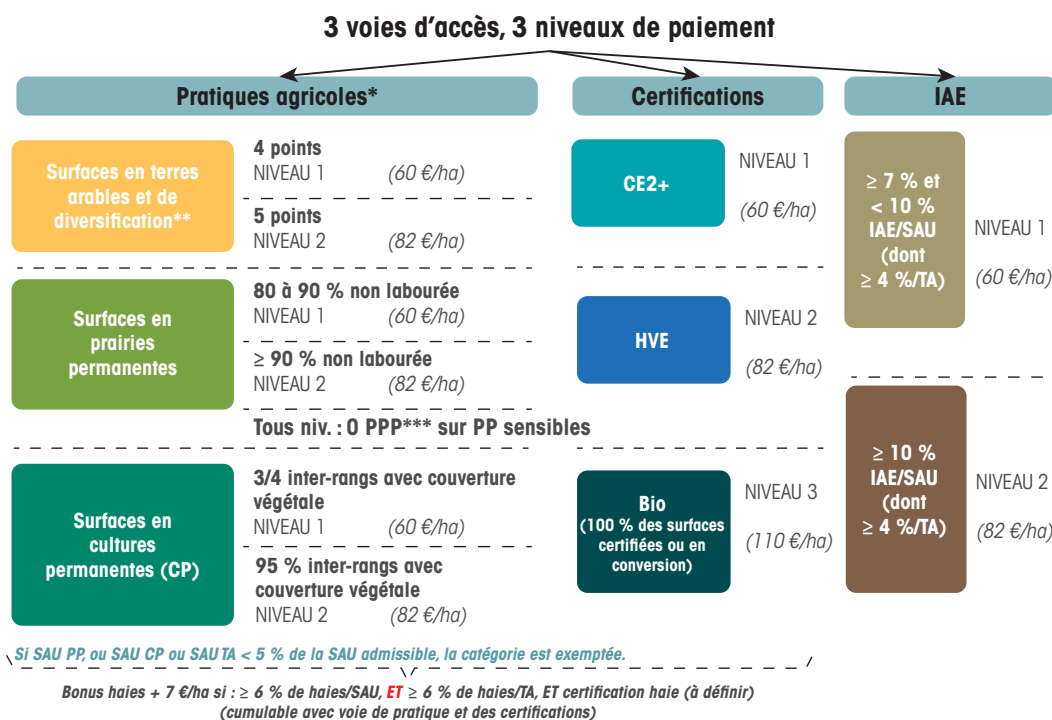 3 voies d'accès, 3 niveaux de paiement
Pratiques agricoles*
Surfaces en terres
arables et de
diversification**
4 points
NIVEAU 1 (60 €/ha)
5 points
NIVEAU 2 (82 €/ha)
Surfaces en
prairies
permanentes
80 à 90 % non labourée
NIVEAU 1 (60 €/ha)
≥ 90 % non labourée
NIVEAU 2 (82 €/ha)
Tous niv. : 0 PPP*** sur PP sensibles
Surfaces en
cultures
permanentes (CP)
3/4 inter-rangs avec couverture
végétale
NIVEAU 1 (60 €/ha)
95 % inter-rangs avec
couverture végétale
NIVEAU 2 (82 €/ha)
Certifications
CE2+
NIVEAU 1
(60 €/ha)
HVE
NIVEAU 2
(82 €/ha)
Bio
(100 % des surfaces
certifiées ou en
conversion)
NIVEAU 3
(110 €/ha)
IAE
≥ 7 % et
< 10 %
IAE/SAU
(dont
≥ 4 %/TA)
NIVEAU 1
(60 €/ha)
≥ 10 %
IAE/SAU
(dont
≥ 4 %/TA)
NIVEAU 2
(82 €/ha)
Si SAU PP, ou SAU CP ou SAU TA < 5 % de la SAU admissible, la catégorie est exemptée.
Bonus haies + 7 €/ha si : ≥ 6 % de haies/SAU, ET ≥ 6 % de haies/TA, ET certification haie (à définir)
(cumulable avec voie de pratique et des certifications)